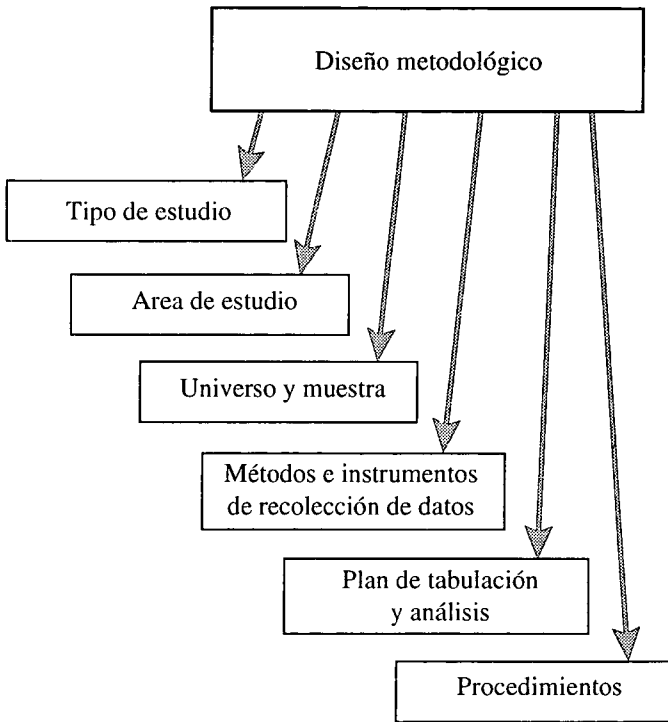 Diseño metodológico
Tipo de estudio
Area de estudio
Universo y muestra
Métodos e instrumentos
de recolección de datos
Plan de tabulación
y análisis
Procedimientos